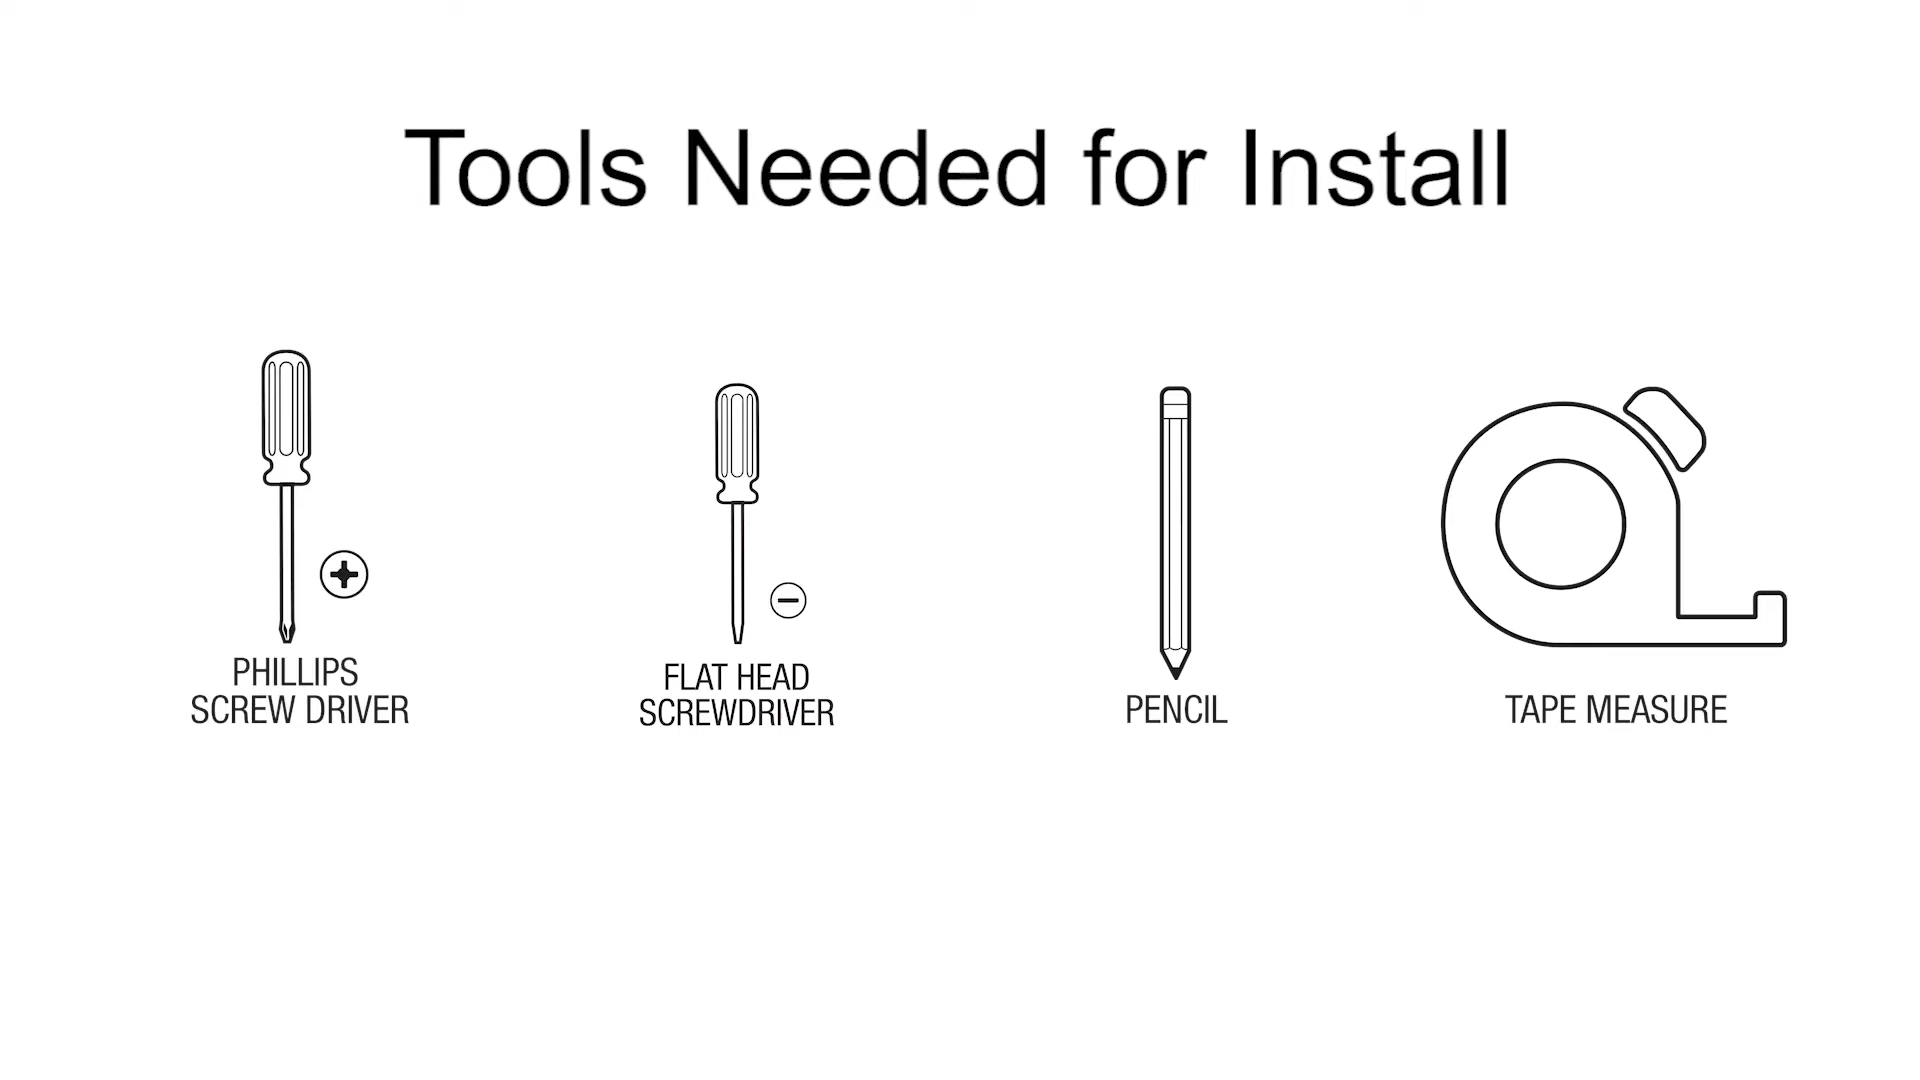 Tools Needed for Install
PHILLIPS
SCREW DRIVER
FLAT HEAD
SCREWDRIVER
PENCIL
TAPE MEASURE